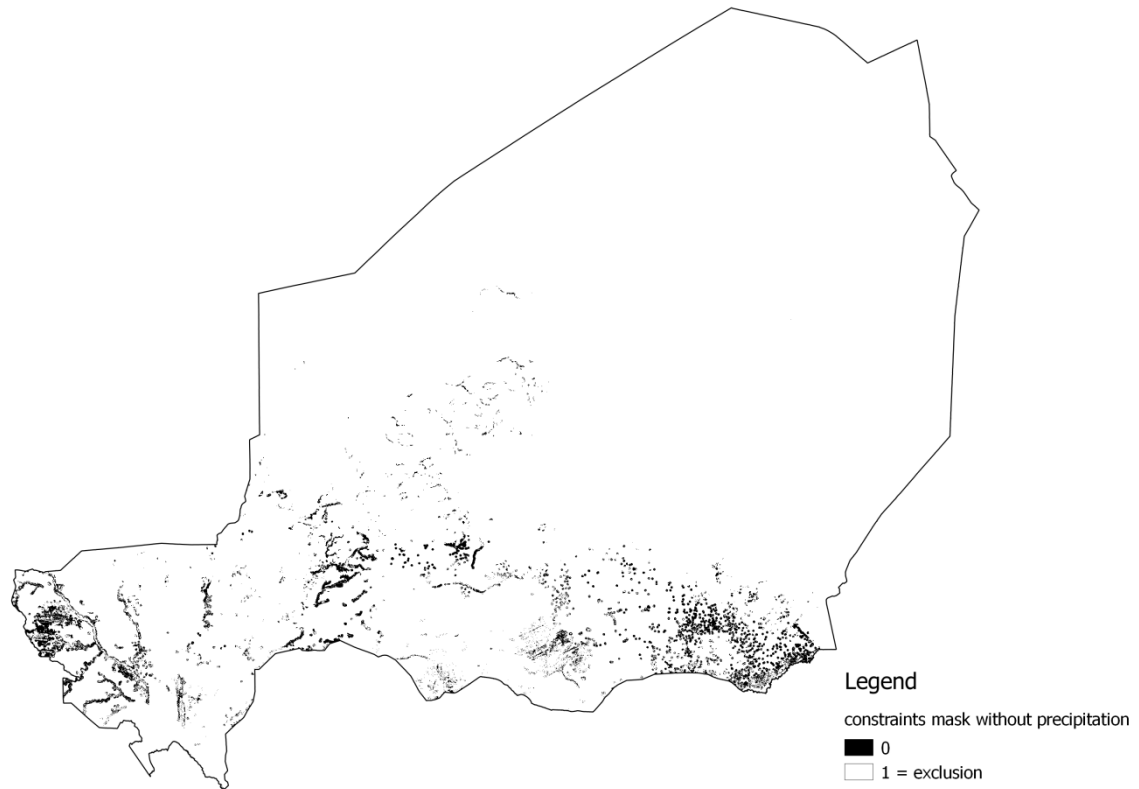 Legend
constraints mask without precipitation
0
1 = exclusion